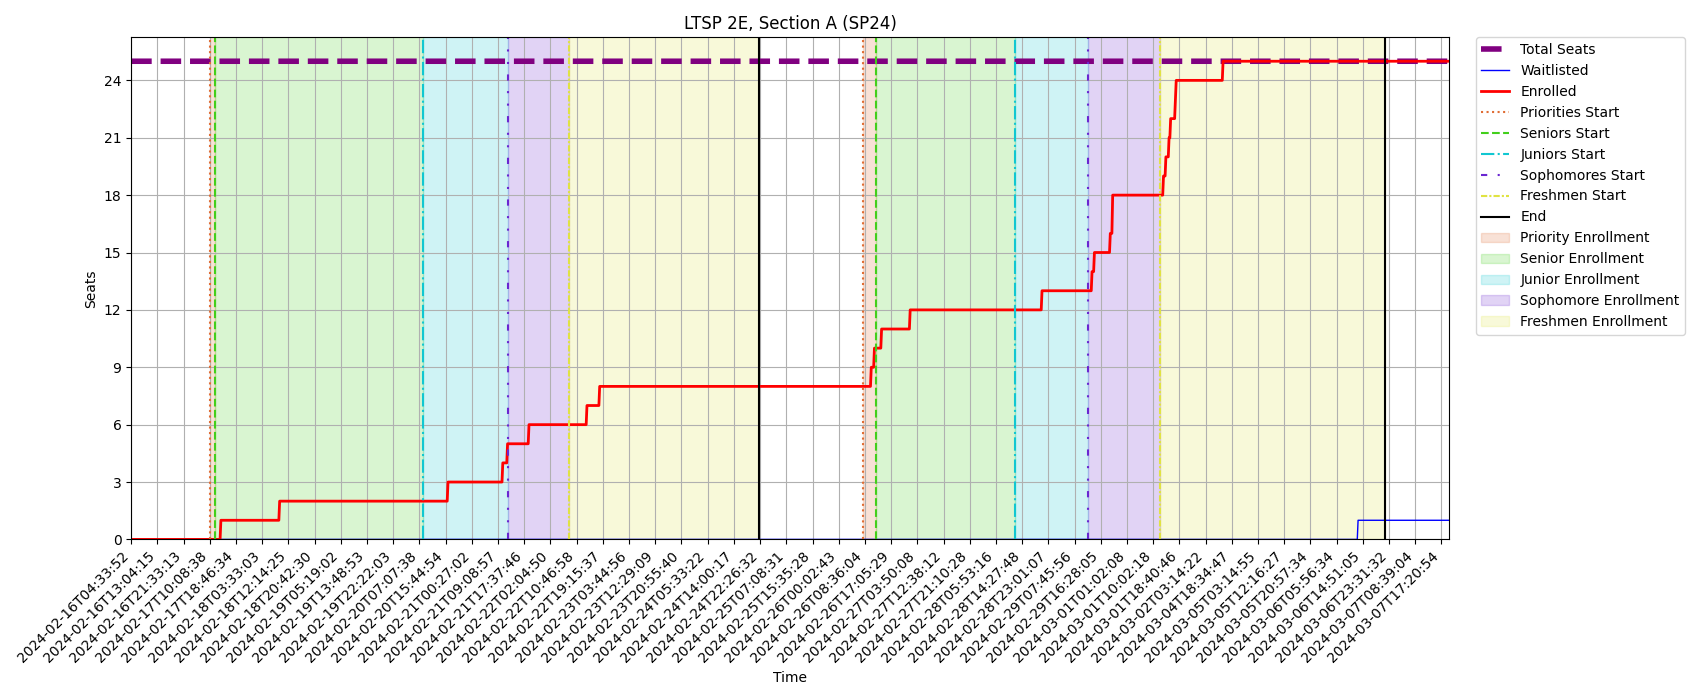 LTSP 2E, Section A (SP24)
Total Seats
Waitlisted
Enrolled
Priorities Start
Seniors Start
Juniors Start
Sophomores Start
Freshmen Start
End
Priority Enrollment
Senior Enrollment
Junior Enrollment
Sophomore Enrollment
Freshmen Enrollment
Seats
24
21
18
15
12
9
6
3
0
2024-02-16T04:33:52
2024-02-16T13:04:15
2024-02-16T21:33:13
2024-02-17T10:08:38
2024-02-17T18:46:34
2024-02-18T03:33:03
2024-02-18T12:14:25
2024-02-18T20:42:30
2024-02-19T05:19:02
2024-02-19T13:48:53
2024-02-19T22:22:03
2024-02-20T07:07:38
2024-02-20T15:44:54
2024-02-21T00:27:02
2024-02-21T09:08:57
2024-02-21T17:37:46
2024-02-22T02:04:50
2024-02-22T10:46:58
2024-02-22T19:15:37
2024-02-23T03:44:56
2024-02-23T12:29:09
2024-02-23T20:55:40
2024-02-24T05:33:22
2024-02-24T14:00:17
2024-02-24T22:26:32
2024-02-25T07:08:31
2024-02-25T15:35:28
2024-02-26T00:02:43
2024-02-26T08:36:04
2024-02-26T17:05:29
2024-02-27T03:50:08
2024-02-27T12:38:12
2024-02-27T21:10:28
2024-02-28T05:53:16
2024-02-28T14:27:48
2024-02-28T23:01:07
2024-02-29T07:45:56
2024-02-29T16:28:05
2024-03-01T01:02:08
2024-03-01T10:02:18
2024-03-01T18:40:46
2024-03-02T03:14:22
2024-03-04T18:34:47
2024-03-05T03:14:55
2024-03-05T12:16:27
2024-03-05T20:57:34
2024-03-06T05:56:34
2024-03-06T14:51:05
2024-03-06T23:31:32
2024-03-07T08:39:04
2024-03-07T17:20:54
Time